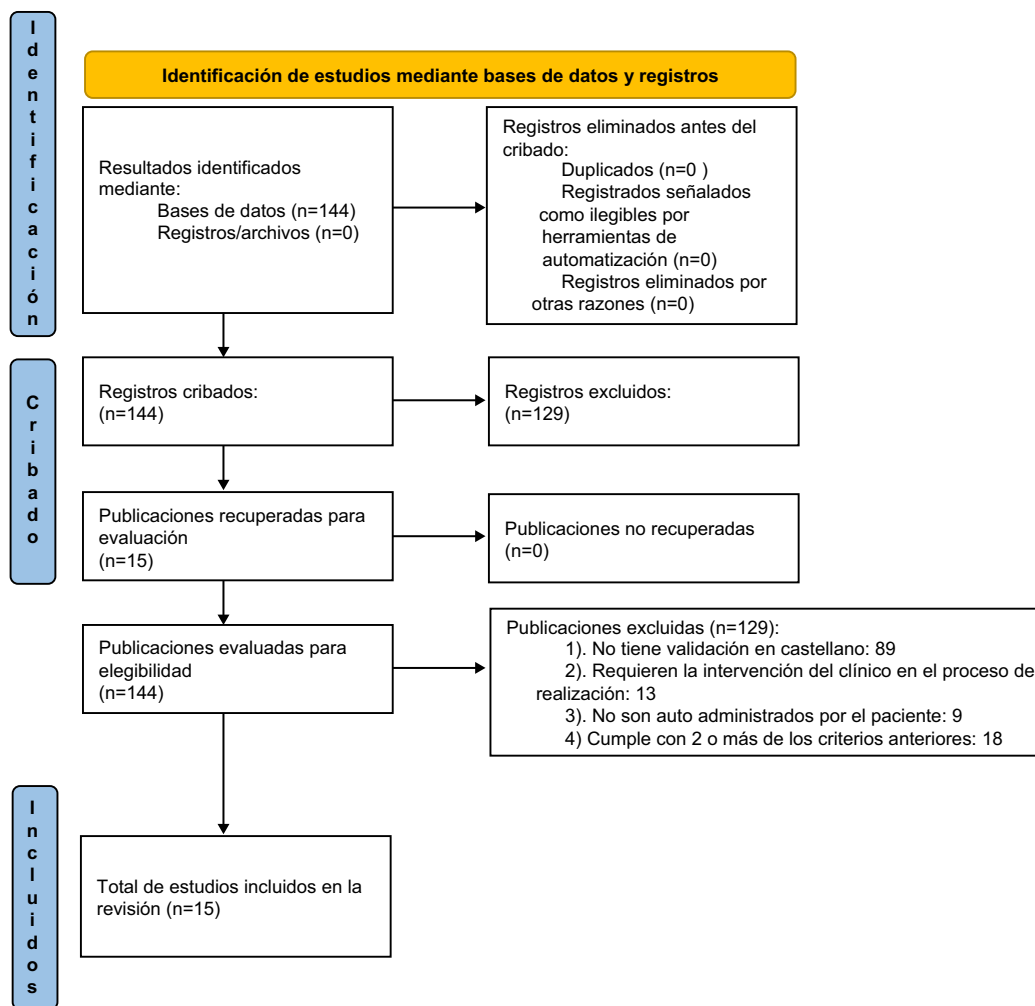 Identificación
Identificación de estudios mediante bases de datos y registros
Resultados identificados
mediante:
Bases de datos (n=144)
Registros/archivos (n=0)
Registros eliminados antes del
cribado:
Duplicados (n=0 )
Registrados señalados
como ilegibles por
herramientas de
automatización (n=0)
Registros eliminados por
otras razones (n=0)
Cribado
Registros cribados:
(n=144)
Registros excluidos:
(n=129)
Publicaciones recuperadas para
evaluación
(n=15)
Publicaciones no recuperadas
(n=0)
Publicaciones evaluadas para
elegibilidad
(n=144)
Publicaciones excluidas (n=129):
1). No tiene validación en castellano: 89
2). Requieren la intervención del clínico en el proceso de
realización: 13
3). No son auto administrados por el paciente: 9
4) Cumple con 2 o más de los criterios anteriores: 18
Incluidos
Total de estudios incluidos en la
revisión (n=15)